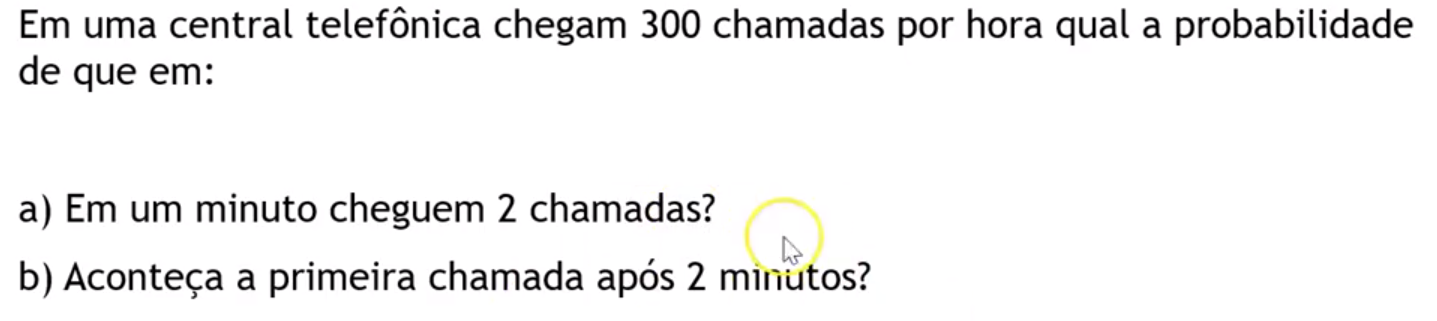 Em uma central telefônica chegam 300 chamadas por hora qual a probabilidade
de que em:
a) Em um minuto cheguem 2 chamadas?
b) Aconteça a primeira chamada após 2 minutos?